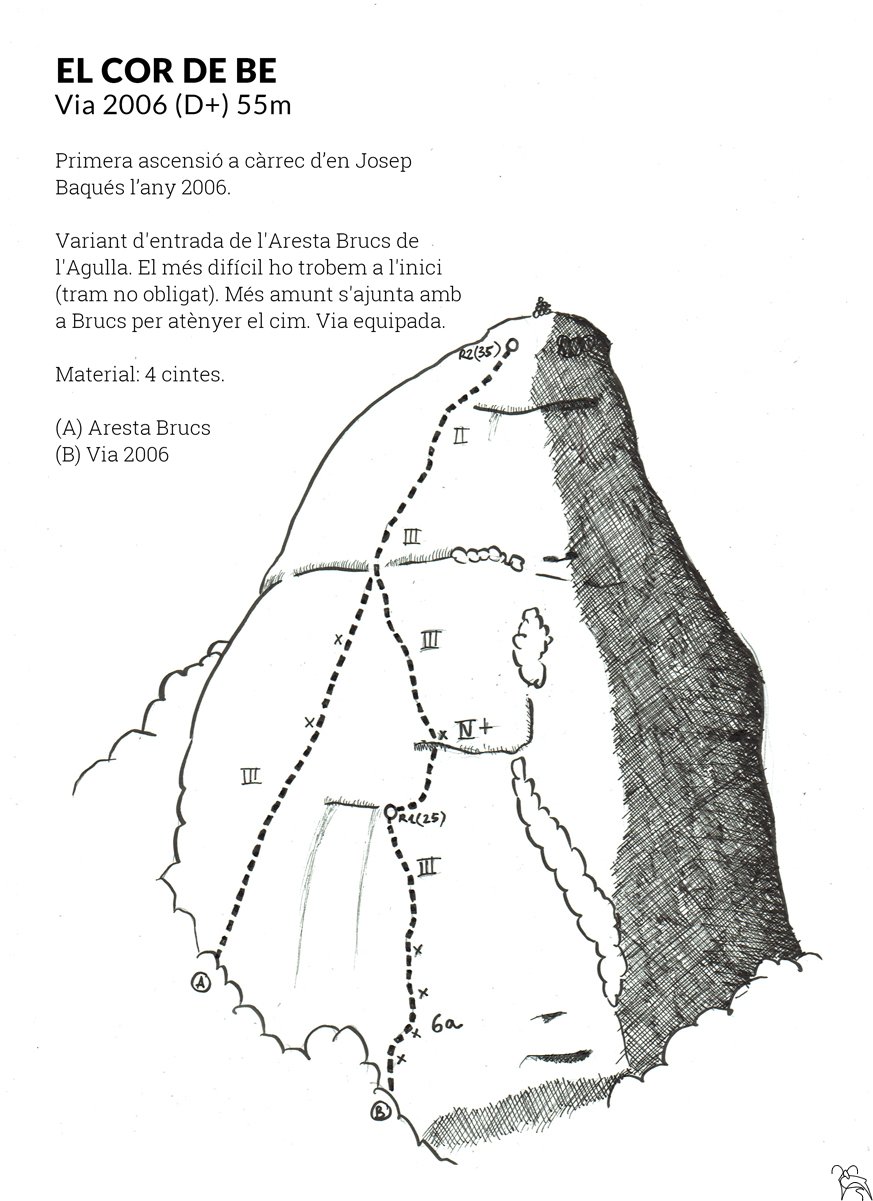 EL COR DE BE
Via 2006 (D+) 55m
Primera ascensió a càrrec d'en Josep
Baqués l'any 2006.
Variant d'entrada de l'Aresta Brucs de
l'Agulla. El més difícil ho trobem a l'inici
(tram no obligat). Més amunt s'ajunta amb
a Brucs per atènyer el cim. Via equipada.
Material: 4 cintes.
(A) Aresta Brucs
(B) Via 2006
R2(35)
II
III
III
IV+
III
R1(25)
III
A
6a
B